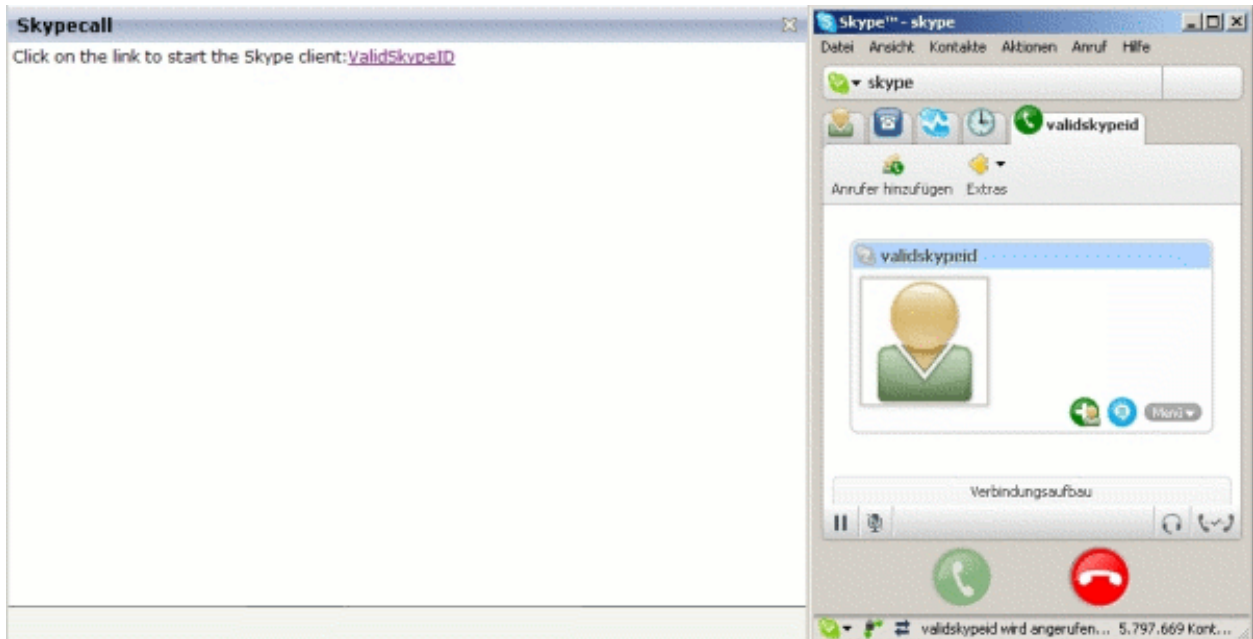 Skypecall
Click on the link to start the Skype client:ValidSkypeID
Skype™ - skype
Datei Ansicht Kontakte Aktionen Anruf Hilfe
skype
validskypeid
Anrufer hinzufügen Extras
validskypeid
Menü
Verbindungsaufbau
validskypeid wird angerufen... 5.797.669 Kont...